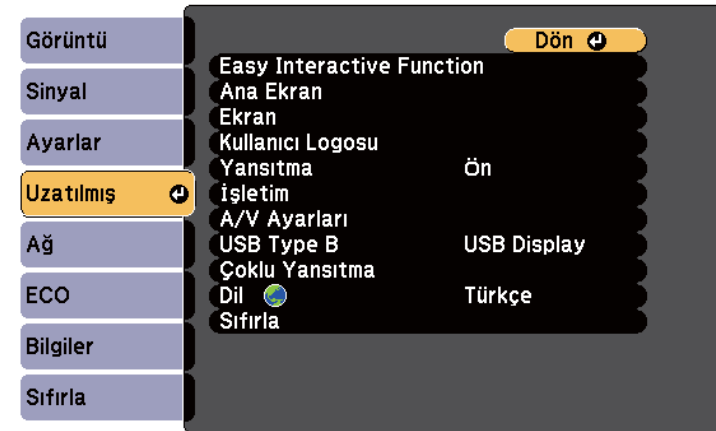 Görüntü
Sinyal
Ayarlar
Uzatılmış
Ağ
ECO
Bilgiler
Sıfırla
Dön
Easy Interactive Function
Ana Ekran
Ekran
Kullanıcı Logosu
Yansıtma Ön
İşletim
A/V Ayarları
USB Type B USB Display
Çoklu Yansıtma
Dil Türkçe
Sıfırla